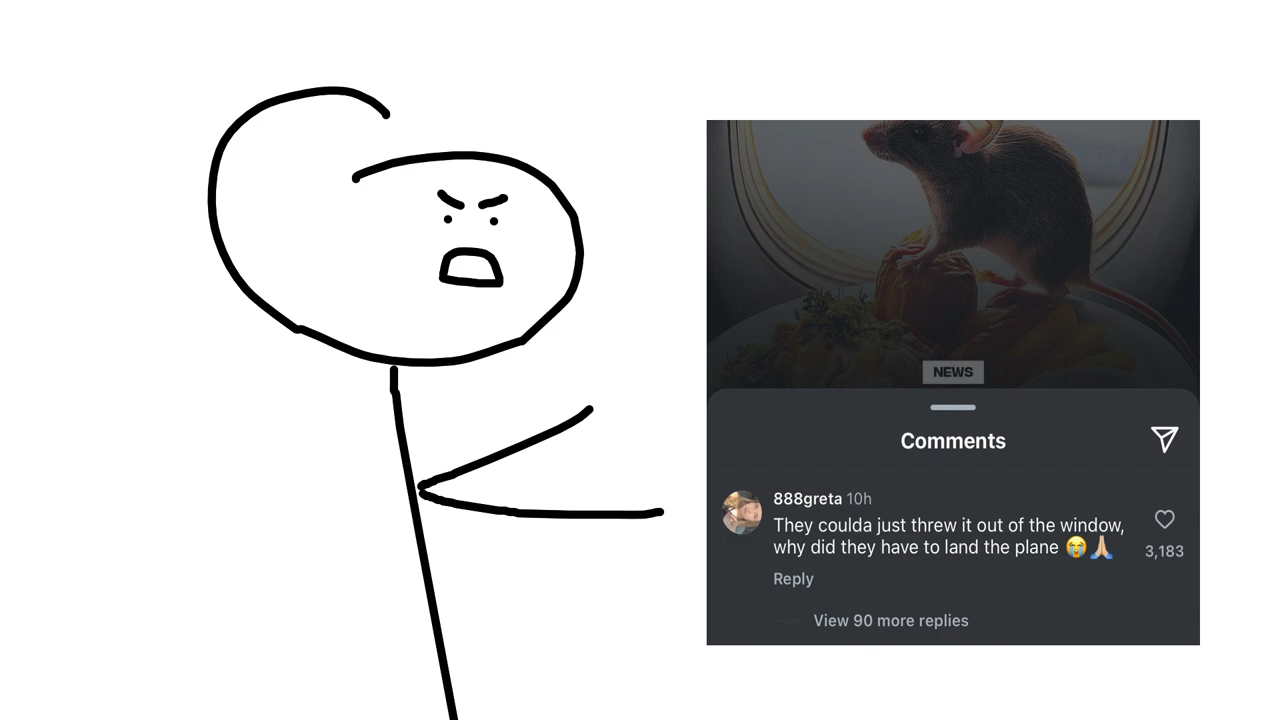 NEWS
Comments
888greta 10h
They coulda just threw it out of the window,
why did they have to land the plane 😭🙏🏼
3,183
Reply
View 90 more replies